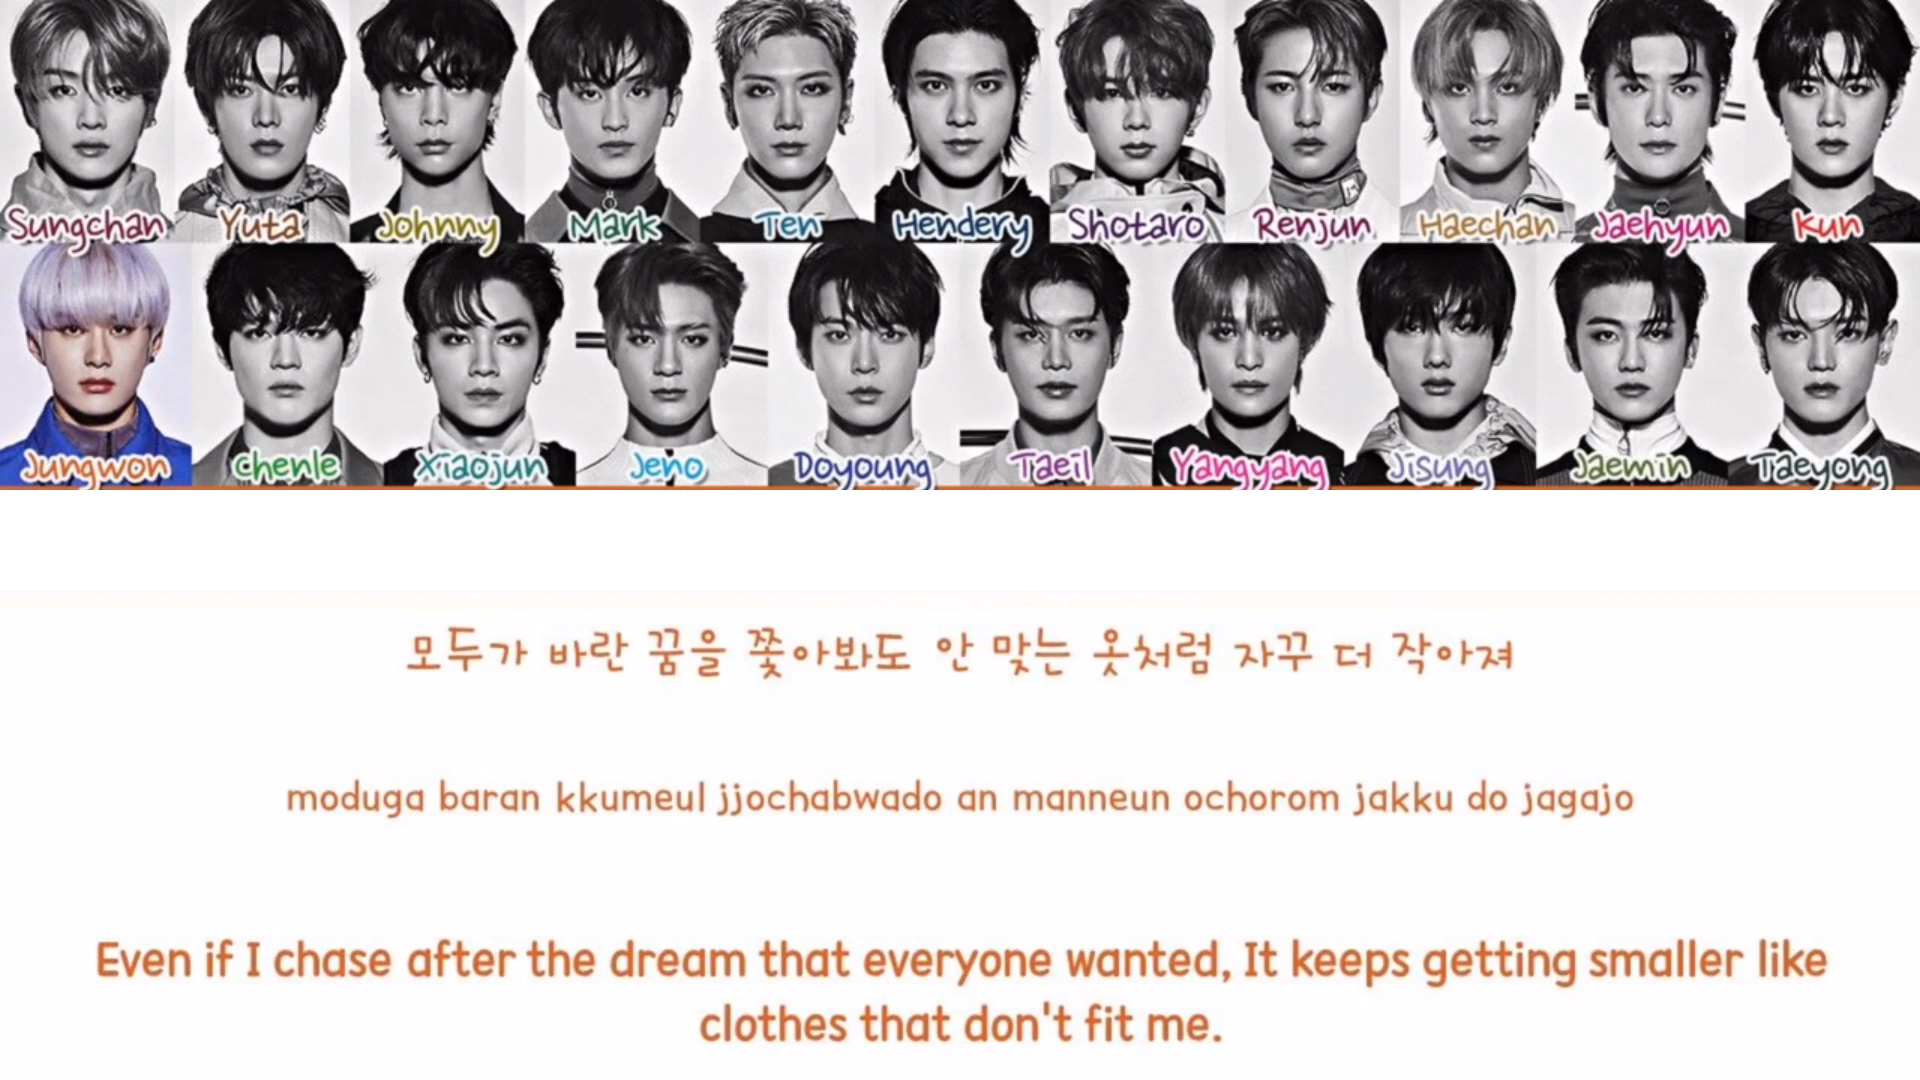 Sungchan Yuta Johnny Mark Ten Hendery Shotaro Renjun Haechan Jaehyun Kun
Jungwon Chenle Xiaojun Jeno Doyoung Taeil Yangyang Jisung Jaemin Taeyong
모두가 바란 꿈을 쫓아봐도 안 맞는 옷처럼 자꾸 더 작아져
moduga baran kkumeul jjochabwado an manneun ochorom jakku do jagajo
Even if I chase after the dream that everyone wanted, It keeps getting smaller like
clothes that don't fit me.